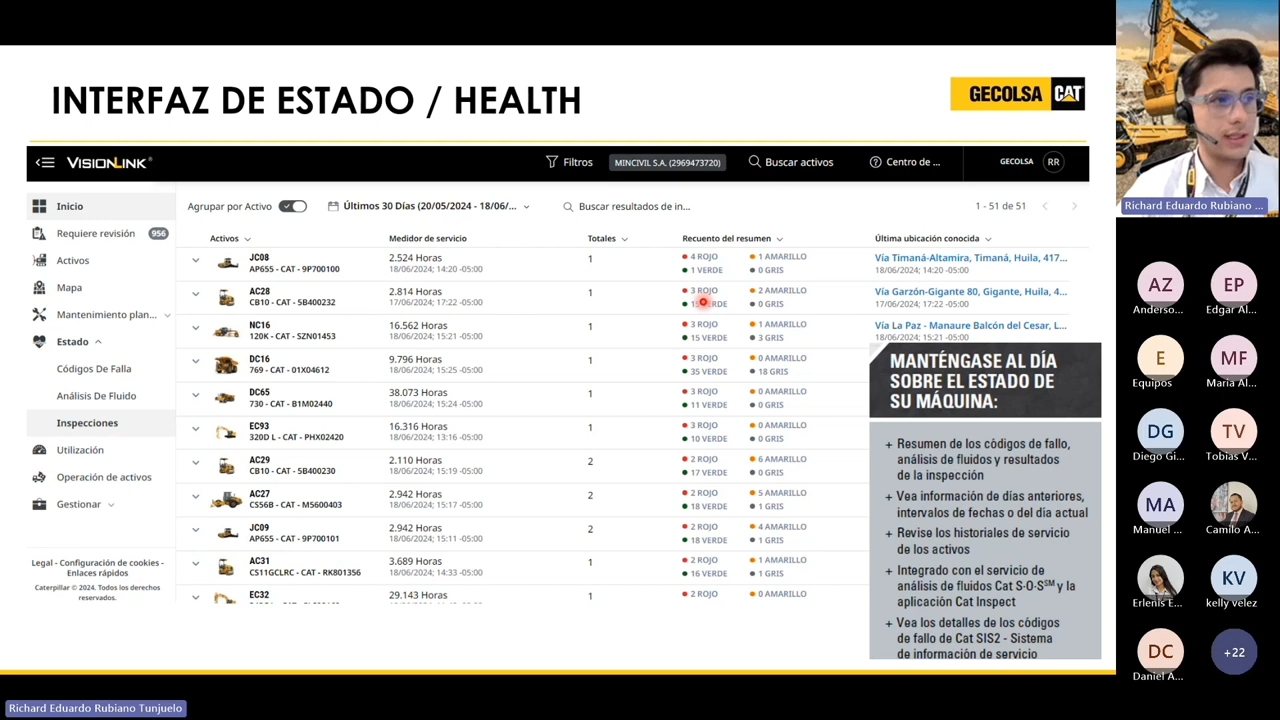 INTERFAZ DE ESTADO / HEALTH
GECOLSA CAT
VISIONLINK®
Filtros
MINCIVIL S.A. (2969473720)
Buscar activos
Centro de ...
GECOLSA
RR
Inicio
Requiere revisión 956
Activos
Mapa
Mantenimiento plan...
Estado
Códigos De Falla
Análisis De Fluido
Inspecciones
Utilización
Operación de activos
Gestionar
Legal - Configuración de cookies -
Enlaces rápidos
Caterpillar © 2024. Todos los derechos
reservados.
Agrupar por Activo
Últimos 30 Días (20/05/2024 - 18/06/...
Buscar resultados de in...
1 - 51 de 51
Activos Medidor de servicio Totales Recuento del resumen Última ubicación conocida
JC08 2.524 Horas 1 4 ROJO 1 AMARILLO Vía Timaná-Altamira, Timaná, Huila, 417...
AP655 - CAT - 9P700100 18/06/2024; 14:20 -05:00 1 VERDE 0 GRIS 18/06/2024; 14:20 -05:00
AC28 2.814 Horas 1 3 ROJO 2 AMARILLO Vía Garzón-Gigante 80, Gigante, Huila, 4...
CB10 - CAT - 5B400232 17/06/2024; 17:22 -05:00 VERDE 0 GRIS 17/06/2024; 17:22 -05:00
NC16 16.562 Horas 1 3 ROJO 1 AMARILLO Vía La Paz - Manaure Balcón del Cesar, L...
120K - CAT - SZN01453 18/06/2024; 15:21 -05:00 15 VERDE 3 GRIS 18/06/2024; 15:21 -05:00
DC16 9.796 Horas 1 3 ROJO 0 AMARILLO
769 - CAT - 01X04612 18/06/2024; 15:25 -05:00 35 VERDE 18 GRIS
DC65 38.073 Horas 1 3 ROJO 0 AMARILLO
730 - CAT - B1M02440 18/06/2024; 15:24 -05:00 11 VERDE 0 GRIS
EC93 16.316 Horas 1 3 ROJO 0 AMARILLO
320D L - CAT - PHX02420 18/06/2024; 13:16 -05:00 10 VERDE 0 GRIS
AC29 2.110 Horas 2 2 ROJO 6 AMARILLO
CB10 - CAT - 5B400230 18/06/2024; 15:19 -05:00 17 VERDE 0 GRIS
AC27 2.942 Horas 2 2 ROJO 5 AMARILLO
CS56B - CAT - M5600403 18/06/2024; 15:17 -05:00 18 VERDE 1 GRIS
JC09 2.942 Horas 2 2 ROJO 4 AMARILLO
AP655 - CAT - 9P700101 18/06/2024; 15:11 -05:00 18 VERDE 1 GRIS
AC31 3.689 Horas 1 2 ROJO 1 AMARILLO
CS11GCLRC - CAT - RK801356 18/06/2024; 14:33 -05:00 16 VERDE 1 GRIS
EC32 29.143 Horas 1 2 ROJO 0 AMARILLO
MANTÉNGASE AL DÍA
SOBRE EL ESTADO DE
SU MÁQUINA:
+ Resumen de los códigos de fallo,
análisis de fluidos y resultados
de la inspección
+ Vea información de días anteriores,
intervalos de fechas o del día actual
+ Revise los historiales de servicio
de los activos
+ Integrado con el servicio de
análisis de fluidos Cat S·O·S℠ y la
aplicación Cat Inspect
+ Vea los detalles de los códigos
de fallo de Cat SIS2 - Sistema
de información de servicio
Richard Eduardo Rubiano ...
AZ EP
Anderso... Edgar Al...
E MF
Equipos Maria Al...
DG TV
Diego Gi... Tobias V...
MA
Manuel ... Camilo A...
KV
Erlenis E... kelly velez
DC +22
Daniel A...
Richard Eduardo Rubiano Tunjuelo